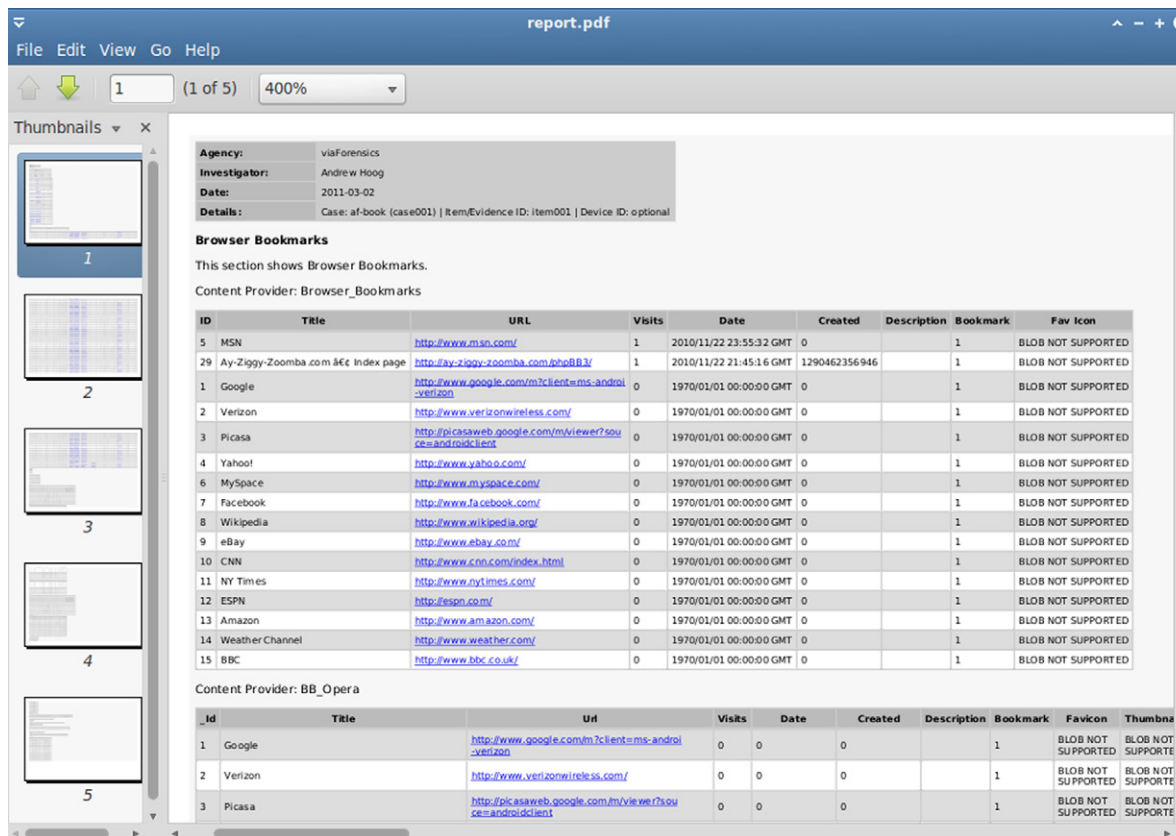 report.pdf
File Edit View Go Help
1 (1 of 5) 400%
Thumbnails
1
2
3
4
5
Agency: viaForensics
Investigator: Andrew Hoog
Date: 2011-03-02
Details: Case: af-book (case001) | Item/Evidence ID: item001 | Device ID: optional
Browser Bookmarks
This section shows Browser Bookmarks.
Content Provider: Browser_Bookmarks
ID Title URL Visits Date Created Description Bookmark Fav Icon
5 MSN http://www.msn.com/ 1 2010/11/22 23:55:32 GMT 0 1 BLOB NOT SUPPORTED
29 Ay-Ziggy-Zoomba.com â€¢ Index page http://ay-ziggy-zoomba.com/phpBB3/ 1 2010/11/22 21:45:16 GMT 1290462356946 1 BLOB NOT SUPPORTED
1 Google http://www.google.com/m?client=ms-androi
-verizon 0 1970/01/01 00:00:00 GMT 0 1 BLOB NOT SUPPORTED
2 Verizon http://www.verizonwireless.com/ 0 1970/01/01 00:00:00 GMT 0 1 BLOB NOT SUPPORTED
3 Picasa http://picasaweb.google.com/m/viewer?sou
ce=androidclient 0 1970/01/01 00:00:00 GMT 0 1 BLOB NOT SUPPORTED
4 Yahoo! http://www.yahoo.com/ 0 1970/01/01 00:00:00 GMT 0 1 BLOB NOT SUPPORTED
6 MySpace http://www.myspace.com/ 0 1970/01/01 00:00:00 GMT 0 1 BLOB NOT SUPPORTED
7 Facebook http://www.facebook.com/ 0 1970/01/01 00:00:00 GMT 0 1 BLOB NOT SUPPORTED
8 Wikipedia http://www.wikipedia.org/ 0 1970/01/01 00:00:00 GMT 0 1 BLOB NOT SUPPORTED
9 eBay http://www.ebay.com/ 0 1970/01/01 00:00:00 GMT 0 1 BLOB NOT SUPPORTED
10 CNN http://www.cnn.com/index.html 0 1970/01/01 00:00:00 GMT 0 1 BLOB NOT SUPPORTED
11 NY Times http://www.nytimes.com/ 0 1970/01/01 00:00:00 GMT 0 1 BLOB NOT SUPPORTED
12 ESPN http://espn.com/ 0 1970/01/01 00:00:00 GMT 0 1 BLOB NOT SUPPORTED
13 Amazon http://www.amazon.com/ 0 1970/01/01 00:00:00 GMT 0 1 BLOB NOT SUPPORTED
14 Weather Channel http://www.weather.com/ 0 1970/01/01 00:00:00 GMT 0 1 BLOB NOT SUPPORTED
15 BBC http://www.bbc.co.uk/ 0 1970/01/01 00:00:00 GMT 0 1 BLOB NOT SUPPORTED
Content Provider: BB_Opera
_Id Title Url Visits Date Created Description Bookmark Favicon Thumbna
1 Google http://www.google.com/m?client=ms-androi
-verizon 0 0 0 1 BLOB NOT SUPPORTED BLOB NOT SUPPORTE
2 Verizon http://www.verizonwireless.com/ 0 0 0 1 BLOB NOT SUPPORTED BLOB NOT SUPPORTE
3 Picasa http://picasaweb.google.com/m/viewer?sou
ce=androidclient 0 0 0 1 BLOB NOT SUPPORTED BLOB NOT SUPPORTE